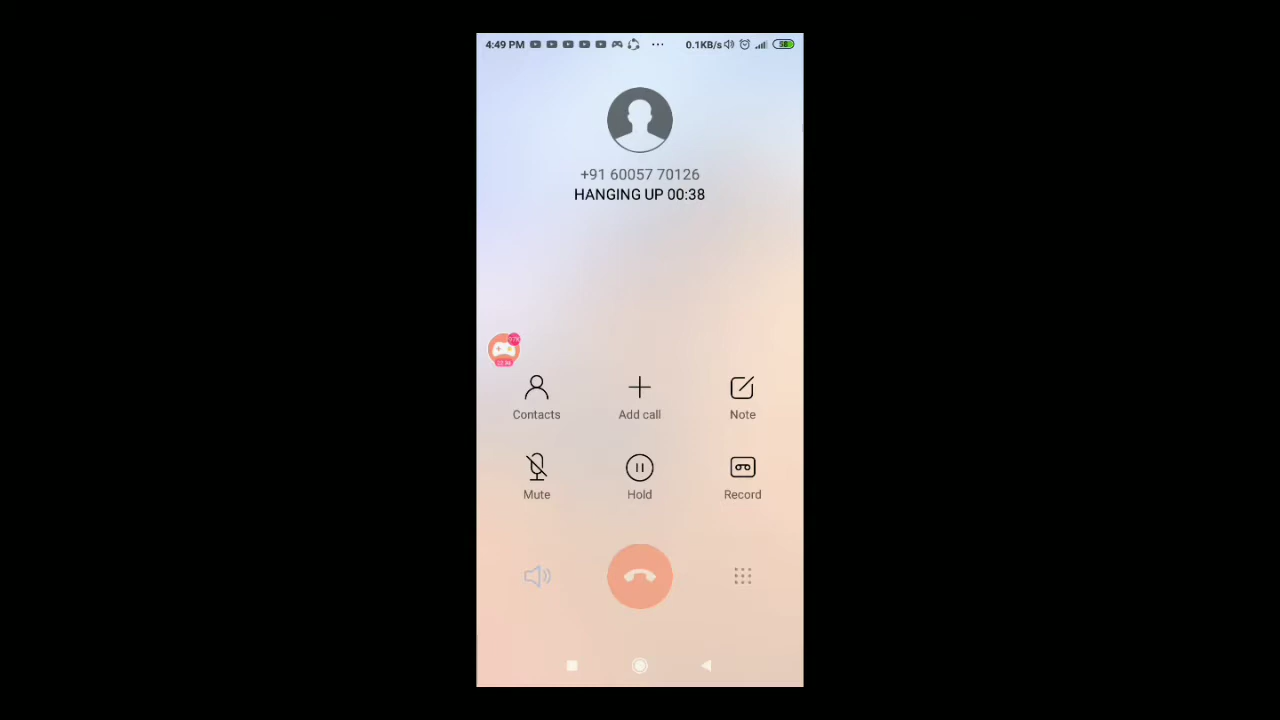 4:49 PM ... 0.1KB/s 58
+91 60057 70126
HANGING UP 00:38
Contacts Add call Note
Mute Hold Record